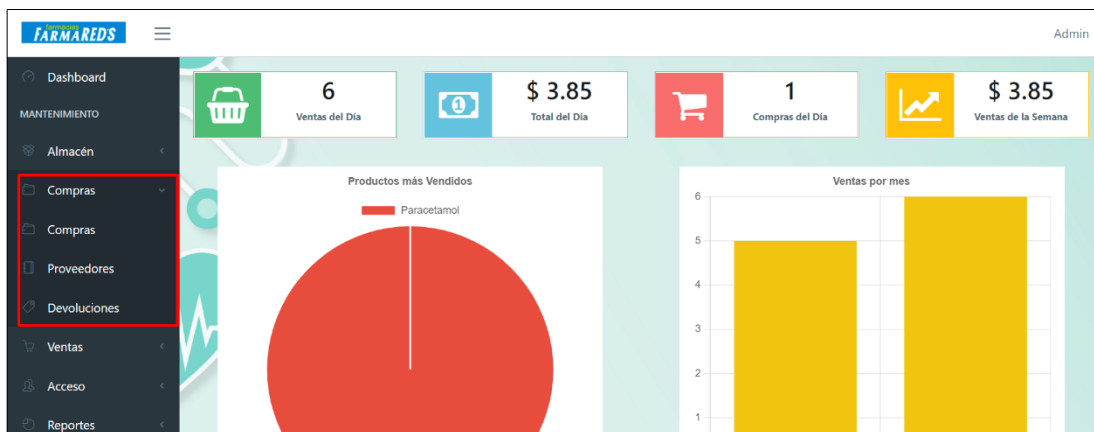 farmacias
FARMAREDS
Admin
Dashboard
MANTENIMIENTO
Almacén
Compras
Compras
Proveedores
Devoluciones
Ventas
Acceso
Reportes
6
Ventas del Día
1
$ 3.85
Total del Día
1
Compras del Día
$ 3.85
Ventas de la Semana
Productos más Vendidos
Paracetamol
Ventas por mes
6
5
4
3
2
1